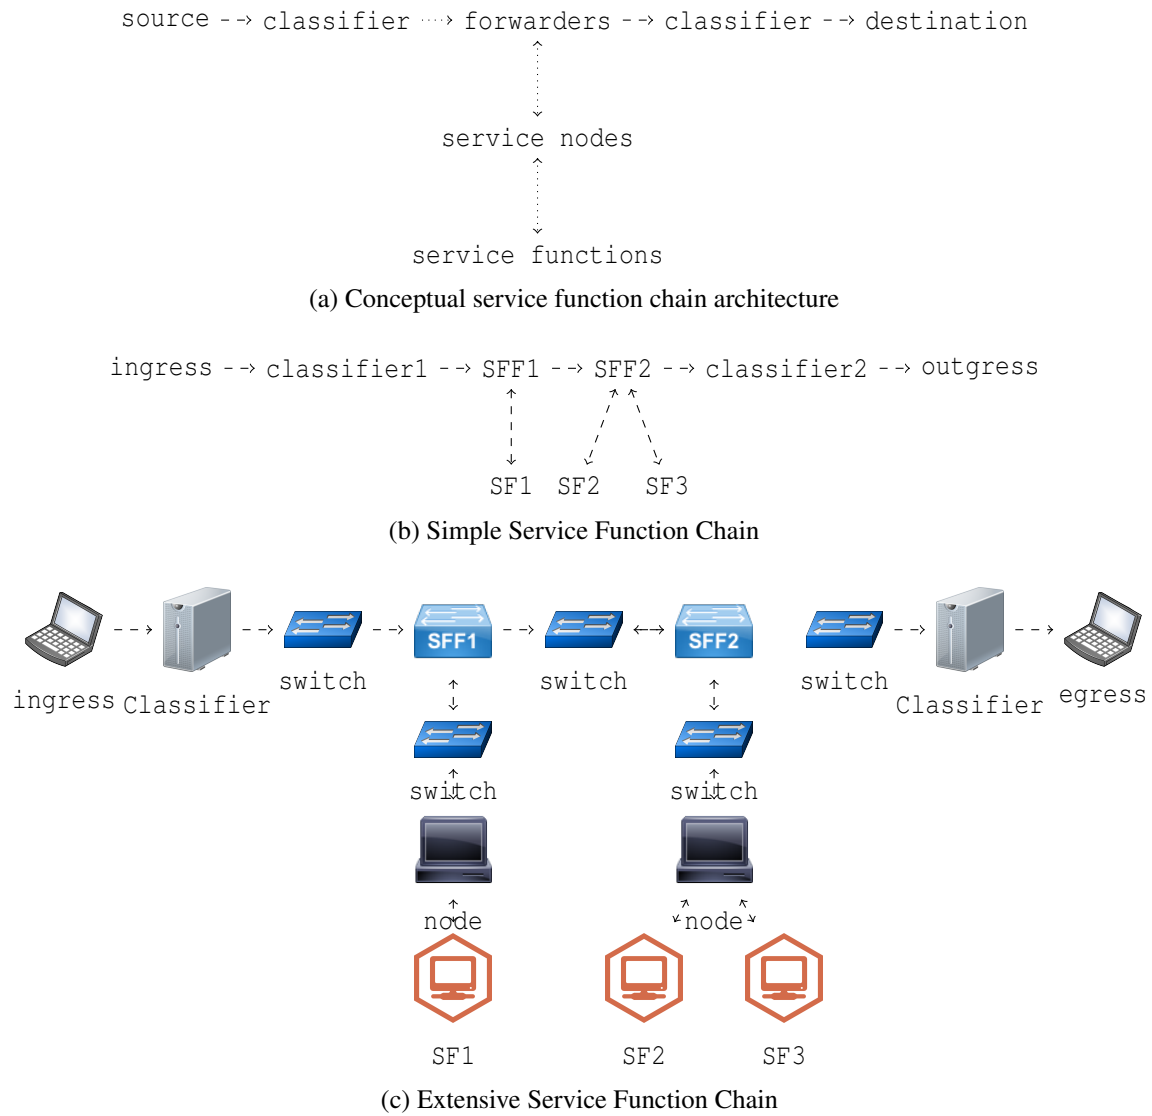 source classifier forwarders classifier destination
service nodes
service functions
(a) Conceptual service function chain architecture
ingress classifier1 SFF1 SFF2 classifier2 outgress
SF1 SF2 SF3
(b) Simple Service Function Chain
SFF1 SFF2
switch switch switch
ingress Classifier Classifier egress
switch switch
node node
SF1 SF2 SF3
(c) Extensive Service Function Chain